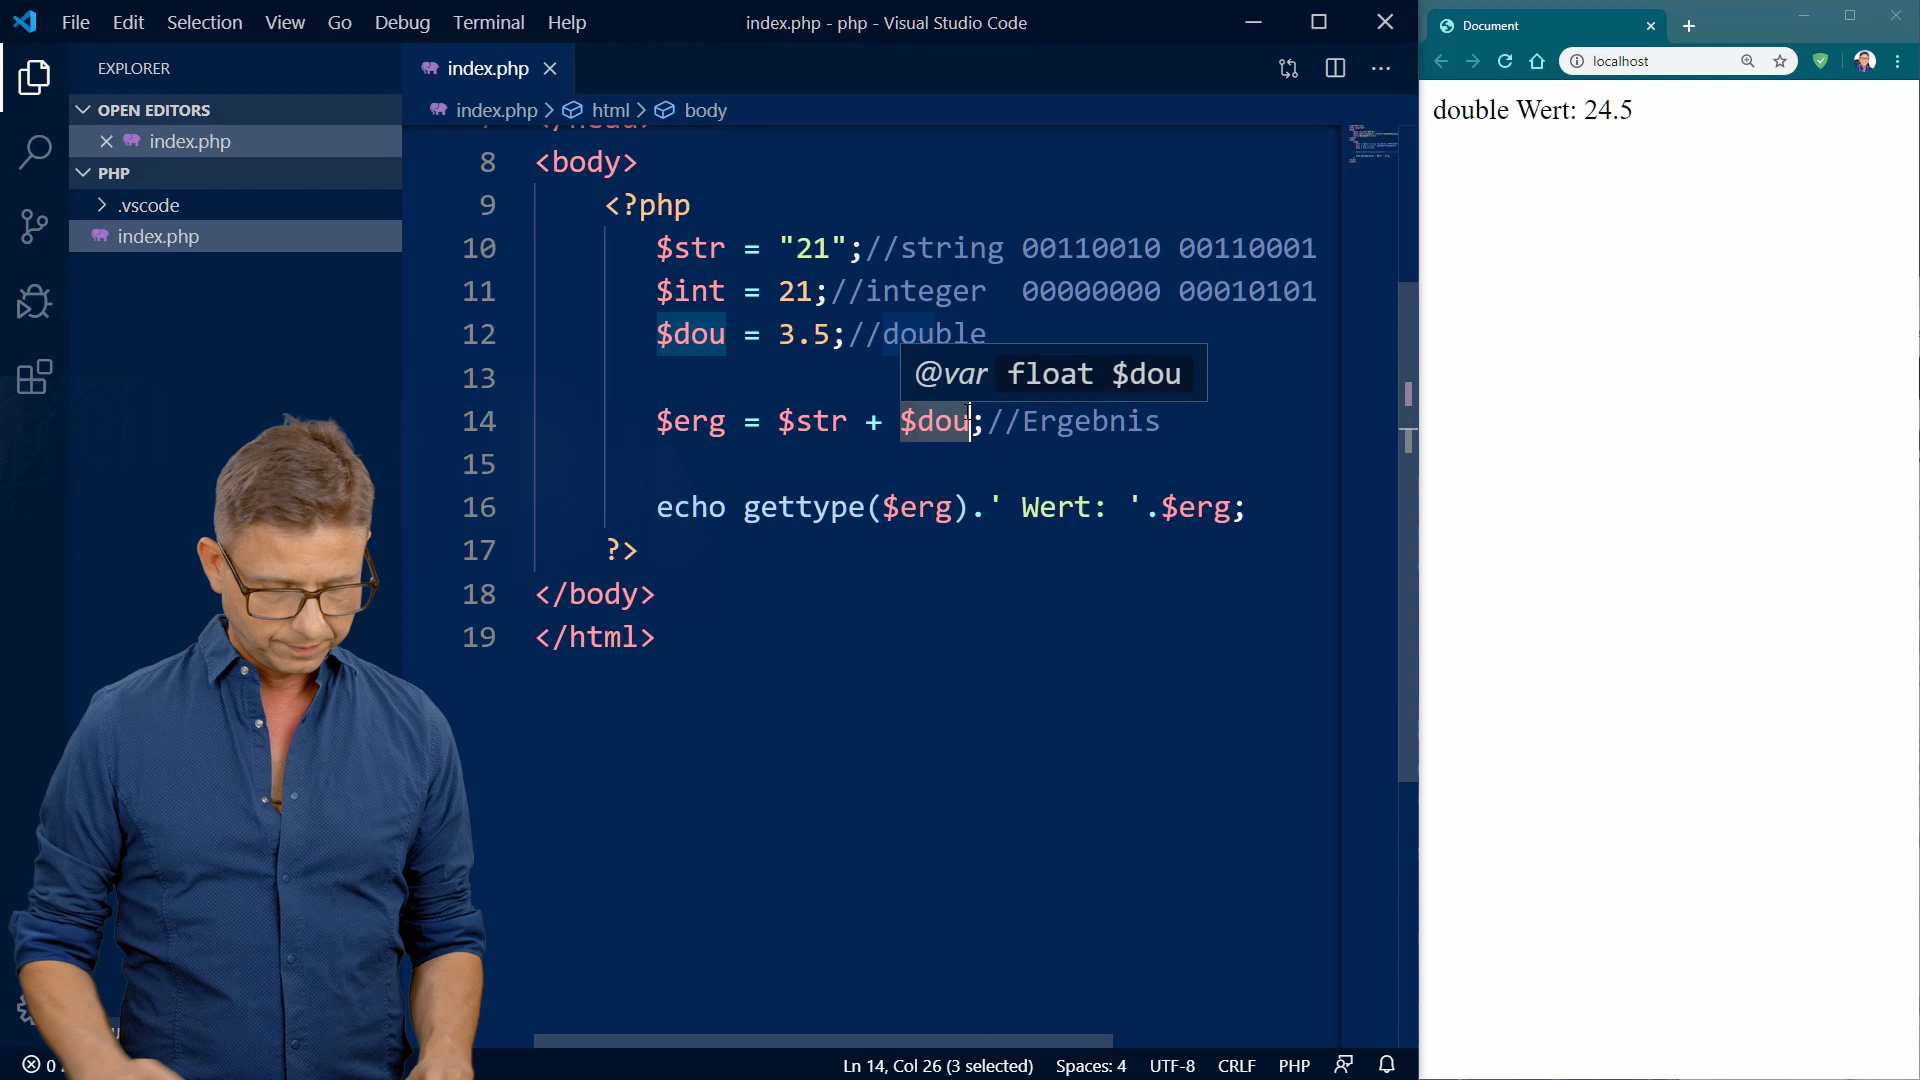 File Edit Selection View Go Debug Terminal Help
index.php - php - Visual Studio Code
EXPLORER
OPEN EDITORS
index.php
PHP
.vscode
index.php
index.php
index.php > html > body
8 <body>
9 <?php
10 $str = "21";//string 00110010 00110001
11 $int = 21;//integer 00000000 00010101
12 $dou = 3.5;//double
@var float $dou
13
14 $erg = $str + $dou;//Ergebnis
15
16 echo gettype($erg).' Wert: '.$erg;
17 ?>
18 </body>
19 </html>
0
Ln 14, Col 26 (3 selected) Spaces: 4 UTF-8 CRLF PHP
Document
localhost
double Wert: 24.5